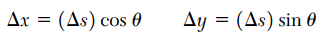 Δx = (Δs) cos θ Δy = (Δs) sin θ